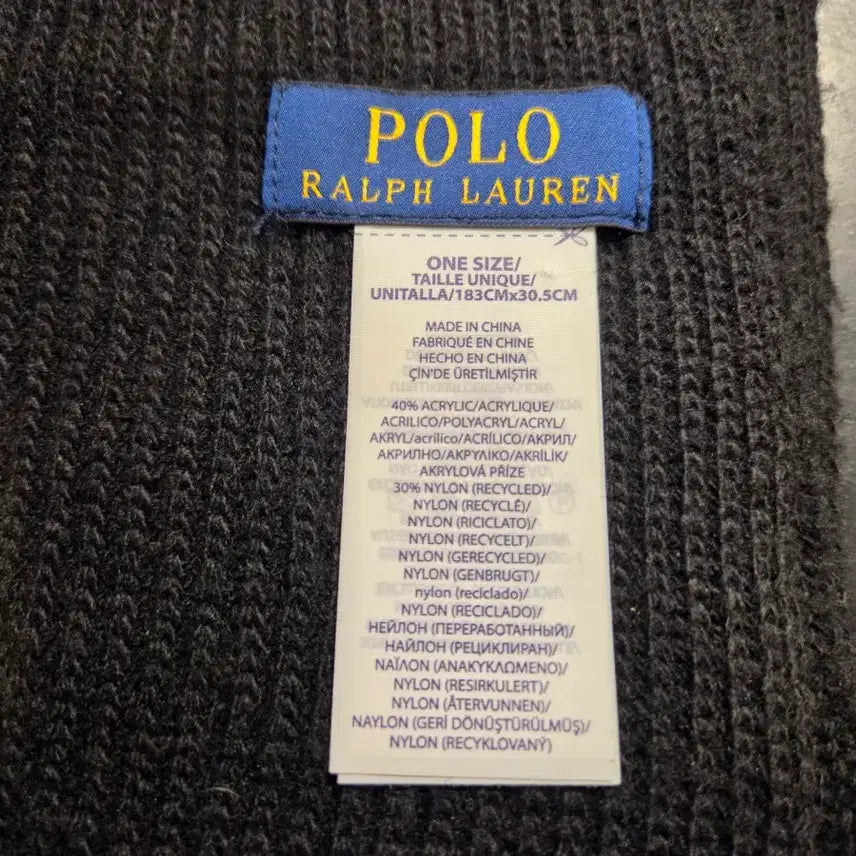 POLO
RALPH LAUREN
ONE SIZE/
TAILLE UNIQUE/
UNITALLA/183CMx30.5CM
MADE IN CHINA
FABRIQUÉ EN CHINE
HECHO EN CHINA
ÇİN'DE ÜRETİLMİŞTİR
40% ACRYLIC/ACRYLIQUE/
ACRILICO/POLYACRYL/ACRYL/
AKRYL/acrílico/ACRÍLICO/АКРИЛ/
АКРИЛНО/ΑΚΡΥΛΙΚΟ/AKRİLİK/
AKRYLOVÁ PŘÍZE
30% NYLON (RECYCLED)/
NYLON (RECYCLÉ)/
NYLON (RICICLATO)/
NYLON (RECYCELT)/
NYLON (GERECYCLED)/
NYLON (GENBRUGT)/
nylon (reciclado)/
NYLON (RECICLADO)/
НЕЙЛОН (ПЕРЕРАБОТАННЫЙ)/
НАЙЛОН (РЕЦИКЛИРАН)/
ΝΑΪΛΟΝ (ΑΝΑΚΥΚΛΩΜΕΝΟ)/
NYLON (RESIRKULERT)/
NYLON (ÅTERVUNNEN)/
NAYLON (GERİ DÖNÜŞTÜRÜLMÜŞ)/
NYLON (RECYKLOVANÝ)